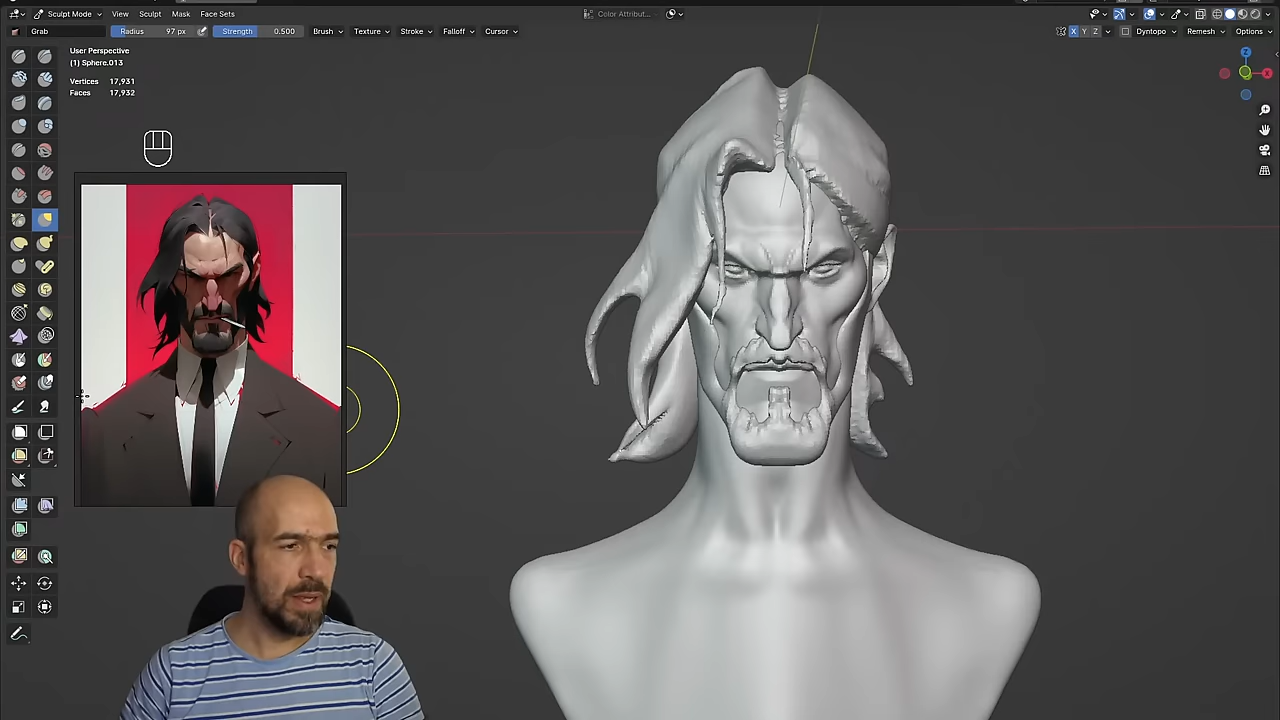 Sculpt Mode View Sculpt Mask Face Sets Color Attribut...
Grab Radius 97 px Strength 0.500 Brush Texture Stroke Falloff Cursor X Y Z Dyntopo Remesh Options
User Perspective
(1) Sphere.013
Vertices 17,931
Faces 17,932
Z
X